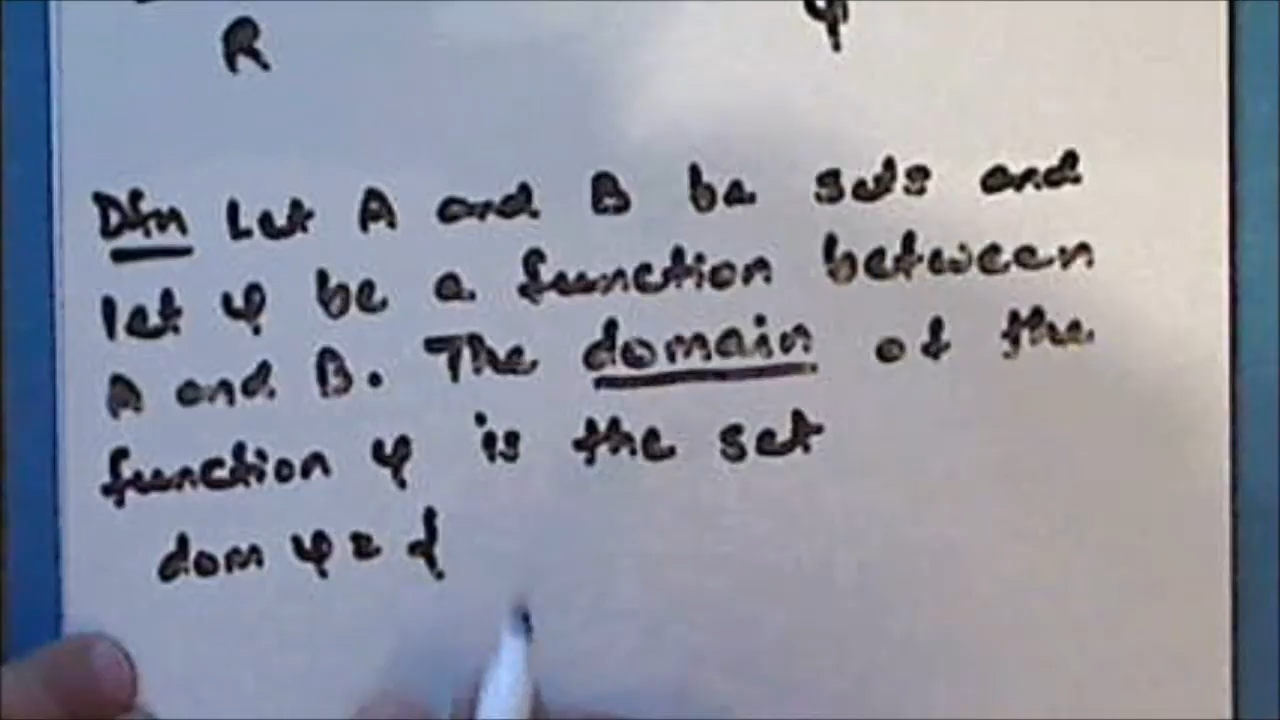 R φ
Dfn Let A and B be sets and
let φ be a function between
A and B. The domain of the
function φ is the set
dom φ = {